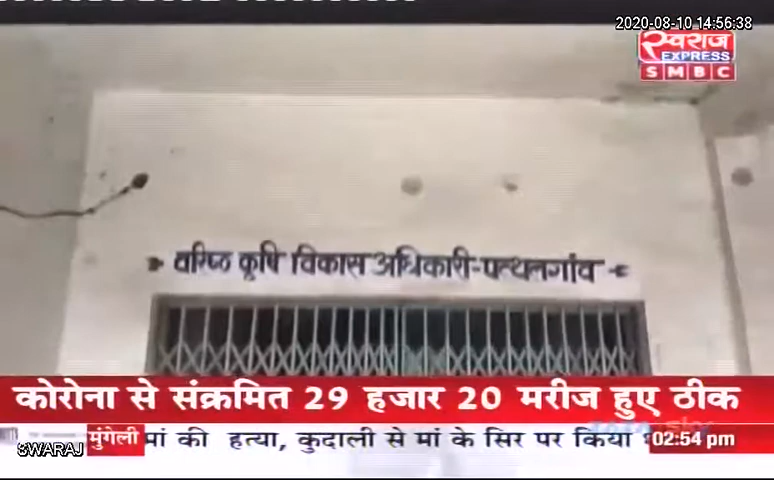 2020-08-10 14:56:38
स्वराज
EXPRESS
SMBC
वरिष्ठ कृषि विकास अधिकारी-पत्थलगांव
कोरोना से संक्रमित 29 हजार 20 मरीज हुए ठीक
मुंगेली मां की हत्या, कुदाली से मां के सिर पर किया 02:54 pm
SWARAJ